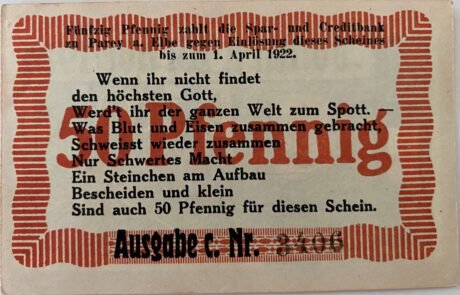 Fünfzig Pfennig zahlt die Spar- und Creditbank
zu Parey a. Elbe gegen Einlösung dieses Scheines
bis zum 1. April 1922.
Wenn ihr nicht findet
den höchsten Gott,
Werd't ihr der ganzen Welt zum Spott. —
Was Blut und Eisen zusammen gebracht,
Schweisst wieder zusammen
Nur Schwertes Macht
Ein Steinchen am Aufbau
Bescheiden und klein
Sind auch 50 Pfennig für diesen Schein.
50 Pfennig
Ausgabe c. Nr. 3406